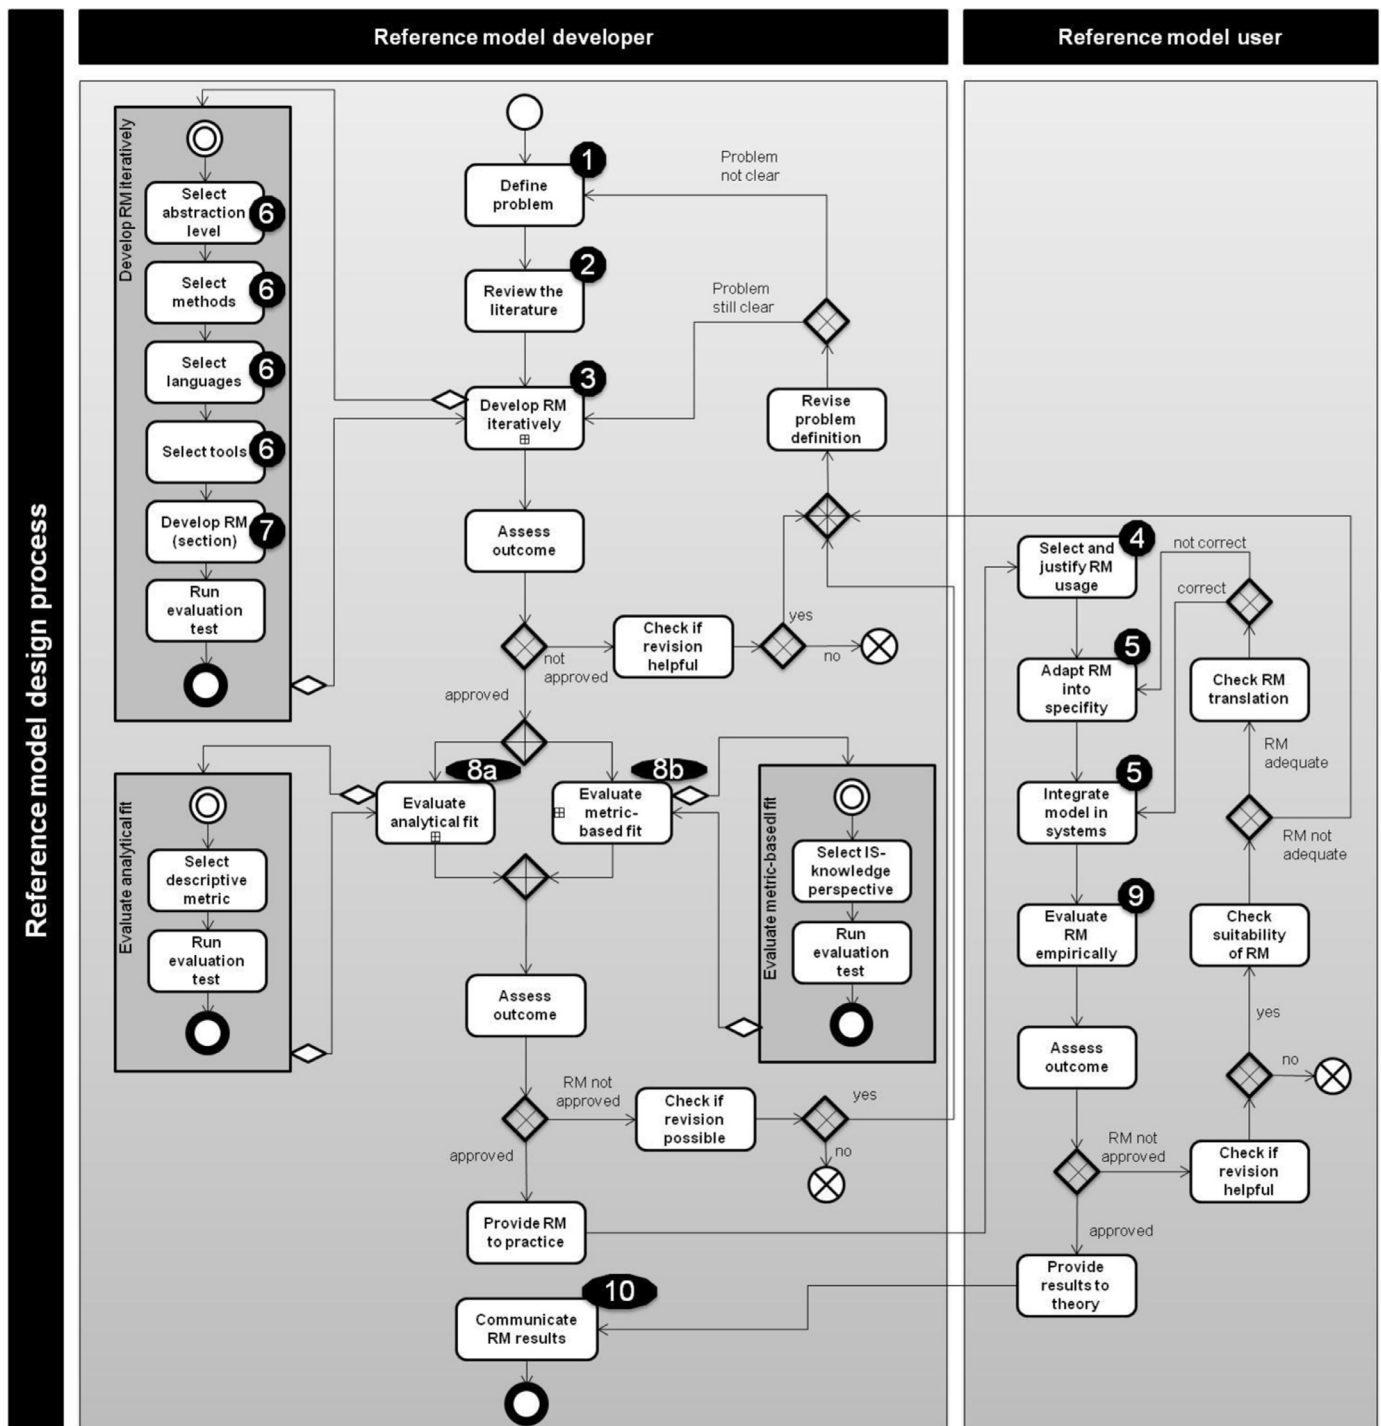 Reference model design process
Reference model developer
Reference model user
Develop RM iteratively
Select
abstraction
level
6
Select
methods
6
Select
languages
6
Select tools
6
Develop RM
(section)
7
Run
evaluation
test
1
Define
problem
2
Review the
literature
3
Develop RM
iteratively
Assess
outcome
not
approved
approved
Check if
revision
helpful
yes
no
Problem
not clear
Problem
still clear
Revise
problem
definition
8a
Evaluate
analytical fit
8b
Evaluate
metric-
based fit
Evaluate analytical fit
Select
descriptive
metric
Run
evaluation
test
Evaluate metric-basedl fit
Select IS-
knowledge
perspective
Run
evaluation
test
Assess
outcome
RM not
approved
approved
Check if
revision
possible
yes
no
Provide RM
to practice
10
Communicate
RM results
4
Select and
justify RM
usage
5
Adapt RM
into
specifity
5
Integrate
model in
systems
9
Evaluate
RM
empirically
Assess
outcome
RM not
approved
approved
Provide
results to
theory
Check if
revision
helpful
yes
no
Check
suitability
of RM
RM not
adequate
RM
adequate
Check RM
translation
not correct
correct